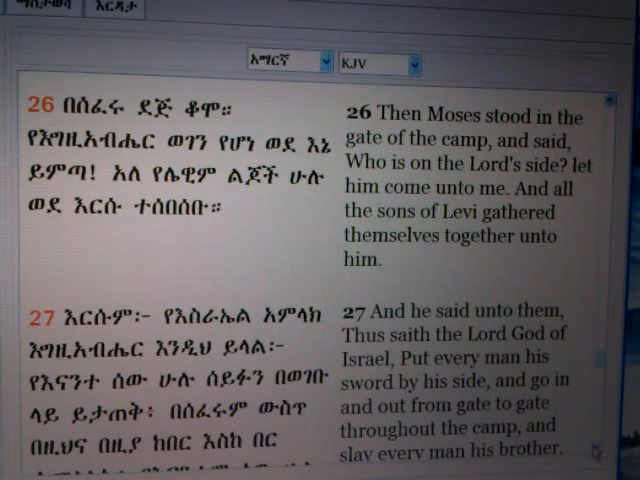 ማስታወሻ እርዳታ
አማርኛ KJV
26 በሰፈሩ ደጅ ቆሞ።
የእግዚአብሔር ወገን የሆነ ወደ እኔ
ይምጣ! አለ የሌዊም ልጆች ሁሉ
ወደ እርሱ ተሰበሰቡ።
27 እርሱም፡- የእስራኤል አምላክ
እግዚአብሔር እንዲህ ይላል፡-
የእናንተ ሰው ሁሉ ሰይፉን በወገቡ
ላይ ይታጠቅ፥ በሰፈሩም ውስጥ
በዚህና በዚያ ከበር እስከ በር
26 Then Moses stood in the
gate of the camp, and said,
Who is on the Lord's side? let
him come unto me. And all
the sons of Levi gathered
themselves together unto
him.
27 And he said unto them,
Thus saith the Lord God of
Israel, Put every man his
sword by his side, and go in
and out from gate to gate
throughout the camp, and
slay every man his brother,